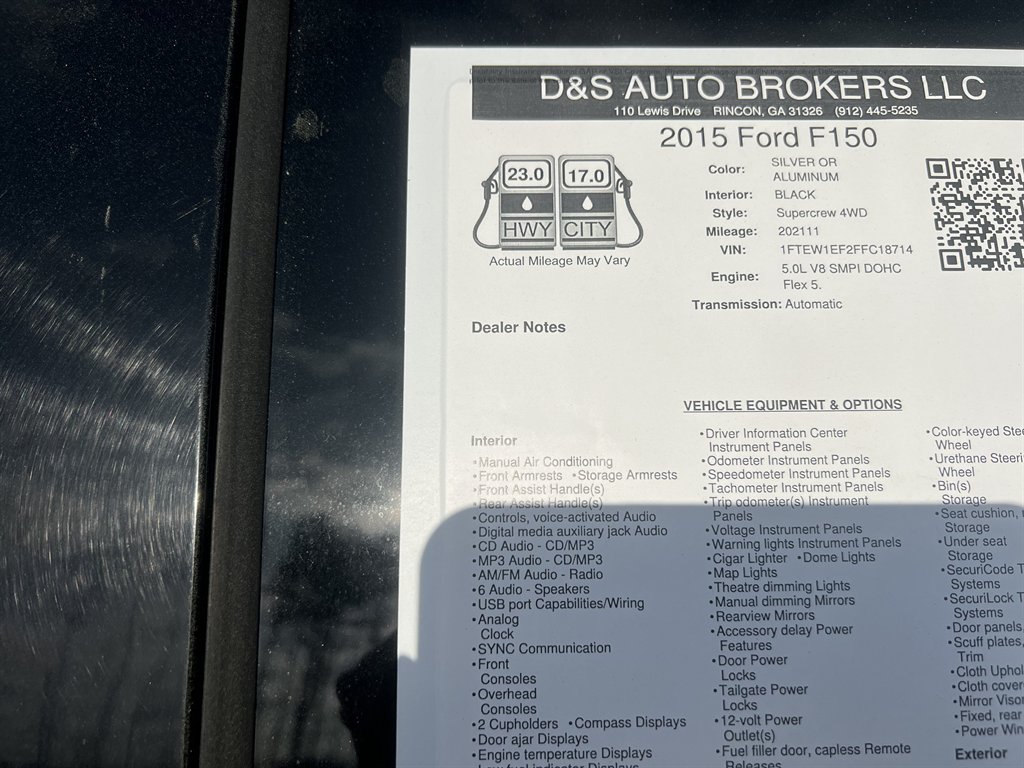 D&S AUTO BROKERS LLC
110 Lewis Drive RINCON, GA 31326 (912) 445-5235
2015 Ford F150
23.0 17.0
HWY CITY
Actual Mileage May Vary
Color: SILVER OR
ALUMINUM
Interior: BLACK
Style: Supercrew 4WD
Mileage: 202111
VIN: 1FTEW1EF2FFC18714
Engine: 5.0L V8 SMPI DOHC
Flex 5.
Transmission: Automatic
Dealer Notes
VEHICLE EQUIPMENT & OPTIONS
Interior
•Manual Air Conditioning
•Front Armrests •Storage Armrests
•Front Assist Handle(s)
•Rear Assist Handle(s)
•Controls, voice-activated Audio
•Digital media auxiliary jack Audio
•CD Audio - CD/MP3
•MP3 Audio - CD/MP3
•AM/FM Audio - Radio
•6 Audio - Speakers
•USB port Capabilities/Wiring
•Analog
Clock
•SYNC Communication
•Front
Consoles
•Overhead
Consoles
•2 Cupholders •Compass Displays
•Door ajar Displays
•Engine temperature Displays
•Low fuel indicator Displays
•Driver Information Center
Instrument Panels
•Odometer Instrument Panels
•Speedometer Instrument Panels
•Tachometer Instrument Panels
•Trip odometer(s) Instrument
Panels
•Voltage Instrument Panels
•Warning lights Instrument Panels
•Cigar Lighter •Dome Lights
•Map Lights
•Theatre dimming Lights
•Manual dimming Mirrors
•Rearview Mirrors
•Accessory delay Power
Features
•Door Power
Locks
•Tailgate Power
Locks
•12-volt Power
Outlet(s)
•Fuel filler door, capless Remote
Releases
•Color-keyed Stee
Wheel
•Urethane Steeri
Wheel
•Bin(s)
Storage
•Seat cushion,
Storage
•Under seat
Storage
•SecuriCode T
Systems
•SecuriLock T
Systems
•Door panels,
•Scuff plates,
Trim
•Cloth Uphol
•Cloth cover
•Mirror Visor
•Fixed, rear
•Power Win
Exterior